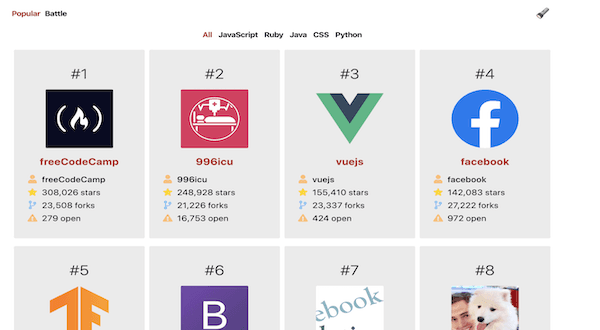 Popular Battle
All JavaScript Ruby Java CSS Python
#1
freeCodeCamp
freeCodeCamp
308,026 stars
23,508 forks
279 open
#2
996icu
996icu
248,928 stars
21,226 forks
16,753 open
#3
vuejs
vuejs
155,410 stars
23,337 forks
424 open
#4
facebook
facebook
142,083 stars
27,222 forks
972 open
#5
#6
B
#7
ebook
#8